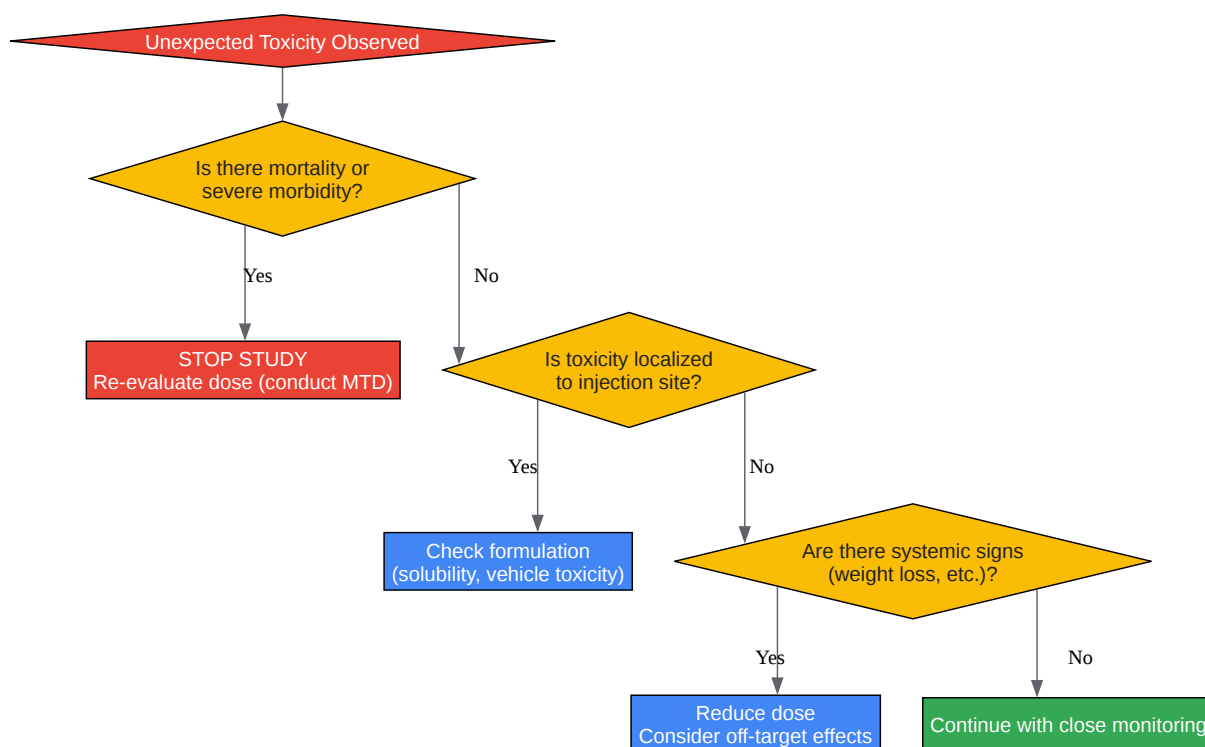 Unexpected Toxicity Observed
Is there mortality or
severe morbidity?
Yes
No
STOP STUDY
Re-evaluate dose (conduct MTD)
Is toxicity localized
to injection site?
Yes
No
Check formulation
(solubility, vehicle toxicity)
Are there systemic signs
(weight loss, etc.)?
Yes
No
Reduce dose
Consider off-target effects
Continue with close monitoring